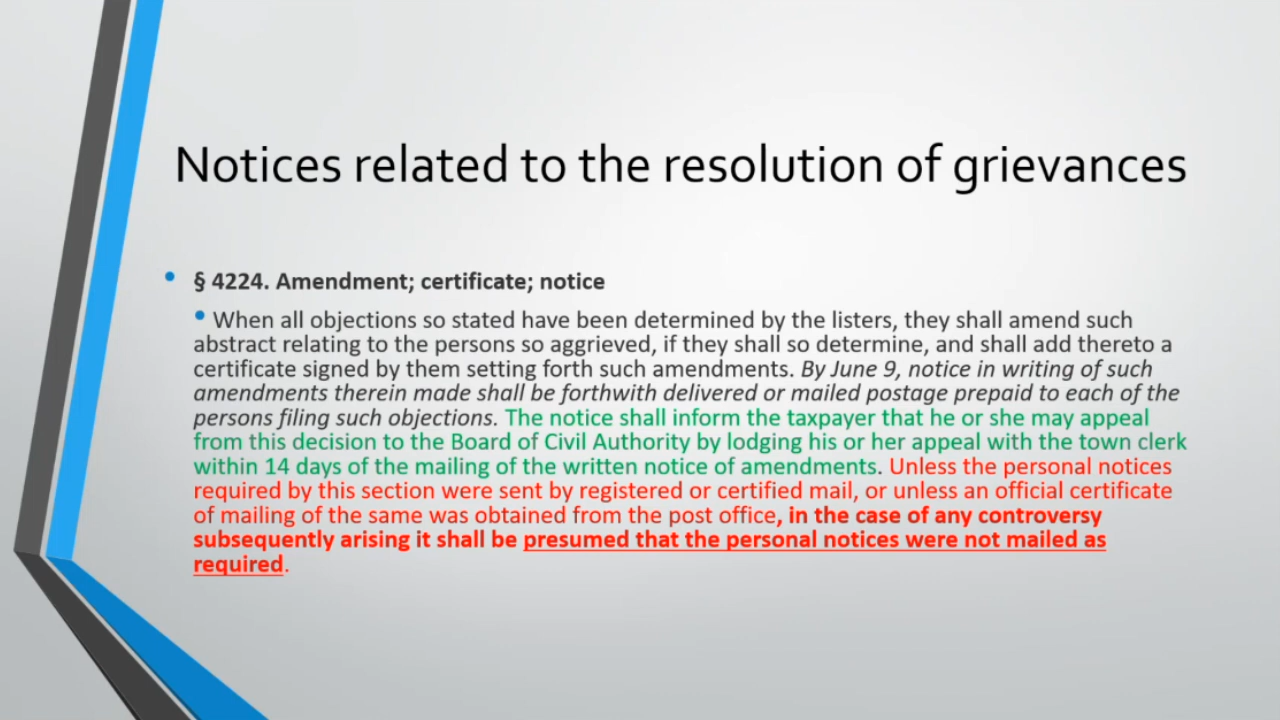 Notices related to the resolution of grievances
• § 4224. Amendment; certificate; notice
• When all objections so stated have been determined by the listers, they shall amend such
abstract relating to the persons so aggrieved, if they shall so determine, and shall add thereto a
certificate signed by them setting forth such amendments. By June 9, notice in writing of such
amendments therein made shall be forthwith delivered or mailed postage prepaid to each of the
persons filing such objections. The notice shall inform the taxpayer that he or she may appeal
from this decision to the Board of Civil Authority by lodging his or her appeal with the town clerk
within 14 days of the mailing of the written notice of amendments. Unless the personal notices
required by this section were sent by registered or certified mail, or unless an official certificate
of mailing of the same was obtained from the post office, in the case of any controversy
subsequently arising it shall be presumed that the personal notices were not mailed as
required.